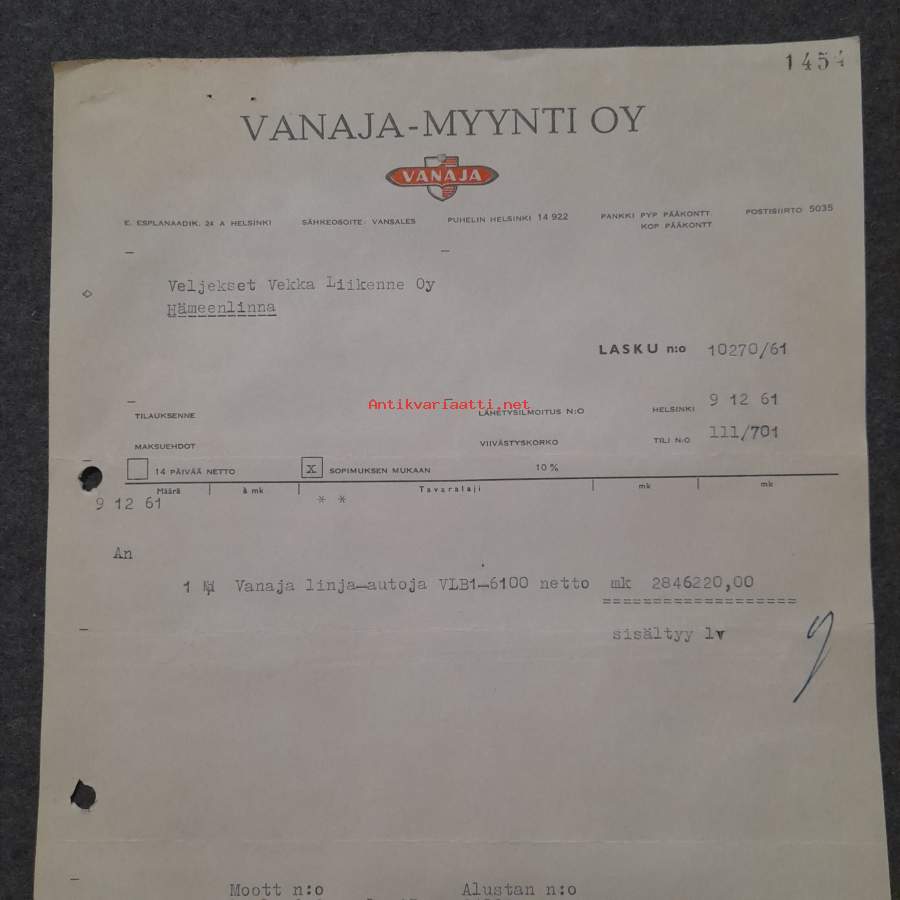 1454
VANAJA-MYYNTI OY
VANAJA
E. ESPLANAADIK. 24 A HELSINKI SÄHKEOSOITE: VANSALES PUHELIN HELSINKI 14 922 PANKKI PYP PÄÄKONTT. POSTISIIRTO 5035
KOP PÄÄKONTT
Veljekset Vekka Liikenne Oy
Hämeenlinna
LASKU n:o 10270/61
Antikvariaatti.net
TILAUKSENNE LÄHETYSILMOITUS N:O HELSINKI 9 12 61
MAKSUEHDOT VIIVÄSTYSKORKO TILI N:O 111/701
14 PÄIVÄÄ NETTO x SOPIMUKSEN MUKAAN 10 %
Määrä à mk Tavaralaji mk mk
9 12 61 * *
An
1 Vanaja linja-autoja VLB1-6100 netto mk 2846220,00
===================
sisältyy lv
Moott n:o Alustan n:o